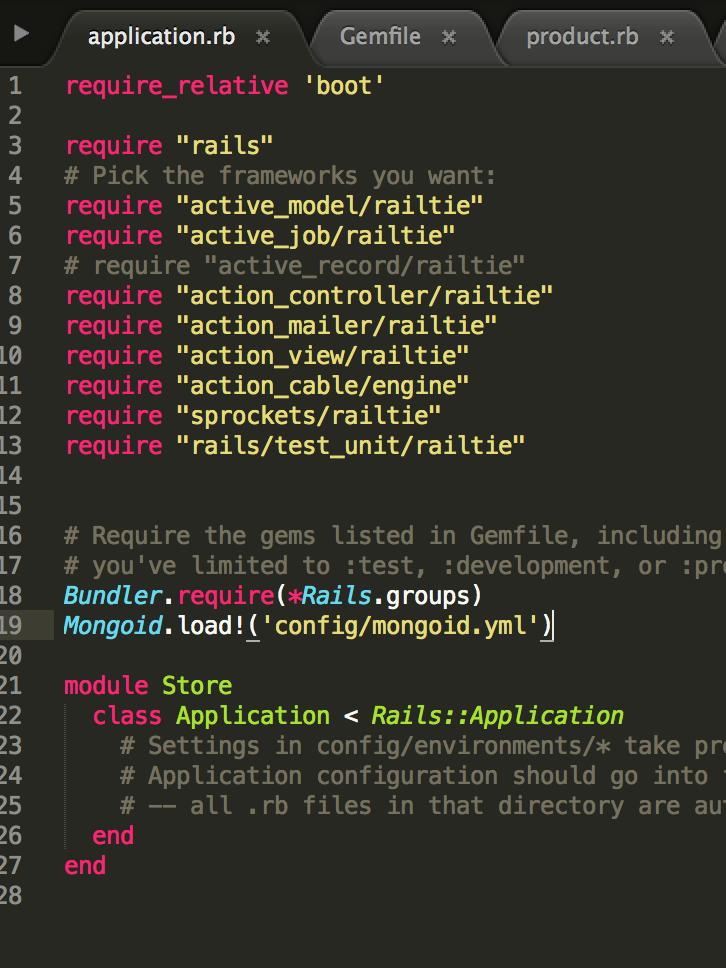 application.rb × Gemfile × product.rb ×
1 require_relative 'boot'
2
3 require "rails"
4 # Pick the frameworks you want:
5 require "active_model/railtie"
6 require "active_job/railtie"
7 # require "active_record/railtie"
8 require "action_controller/railtie"
9 require "action_mailer/railtie"
10 require "action_view/railtie"
11 require "action_cable/engine"
12 require "sprockets/railtie"
13 require "rails/test_unit/railtie"
14
15
16 # Require the gems listed in Gemfile, including
17 # you've limited to :test, :development, or :pro
18 Bundler.require(*Rails.groups)
19 Mongoid.load!('config/mongoid.yml')
20
21 module Store
22 class Application < Rails::Application
23 # Settings in config/environments/* take pre
24 # Application configuration should go into
25 # -- all .rb files in that directory are aut
26 end
27 end
28